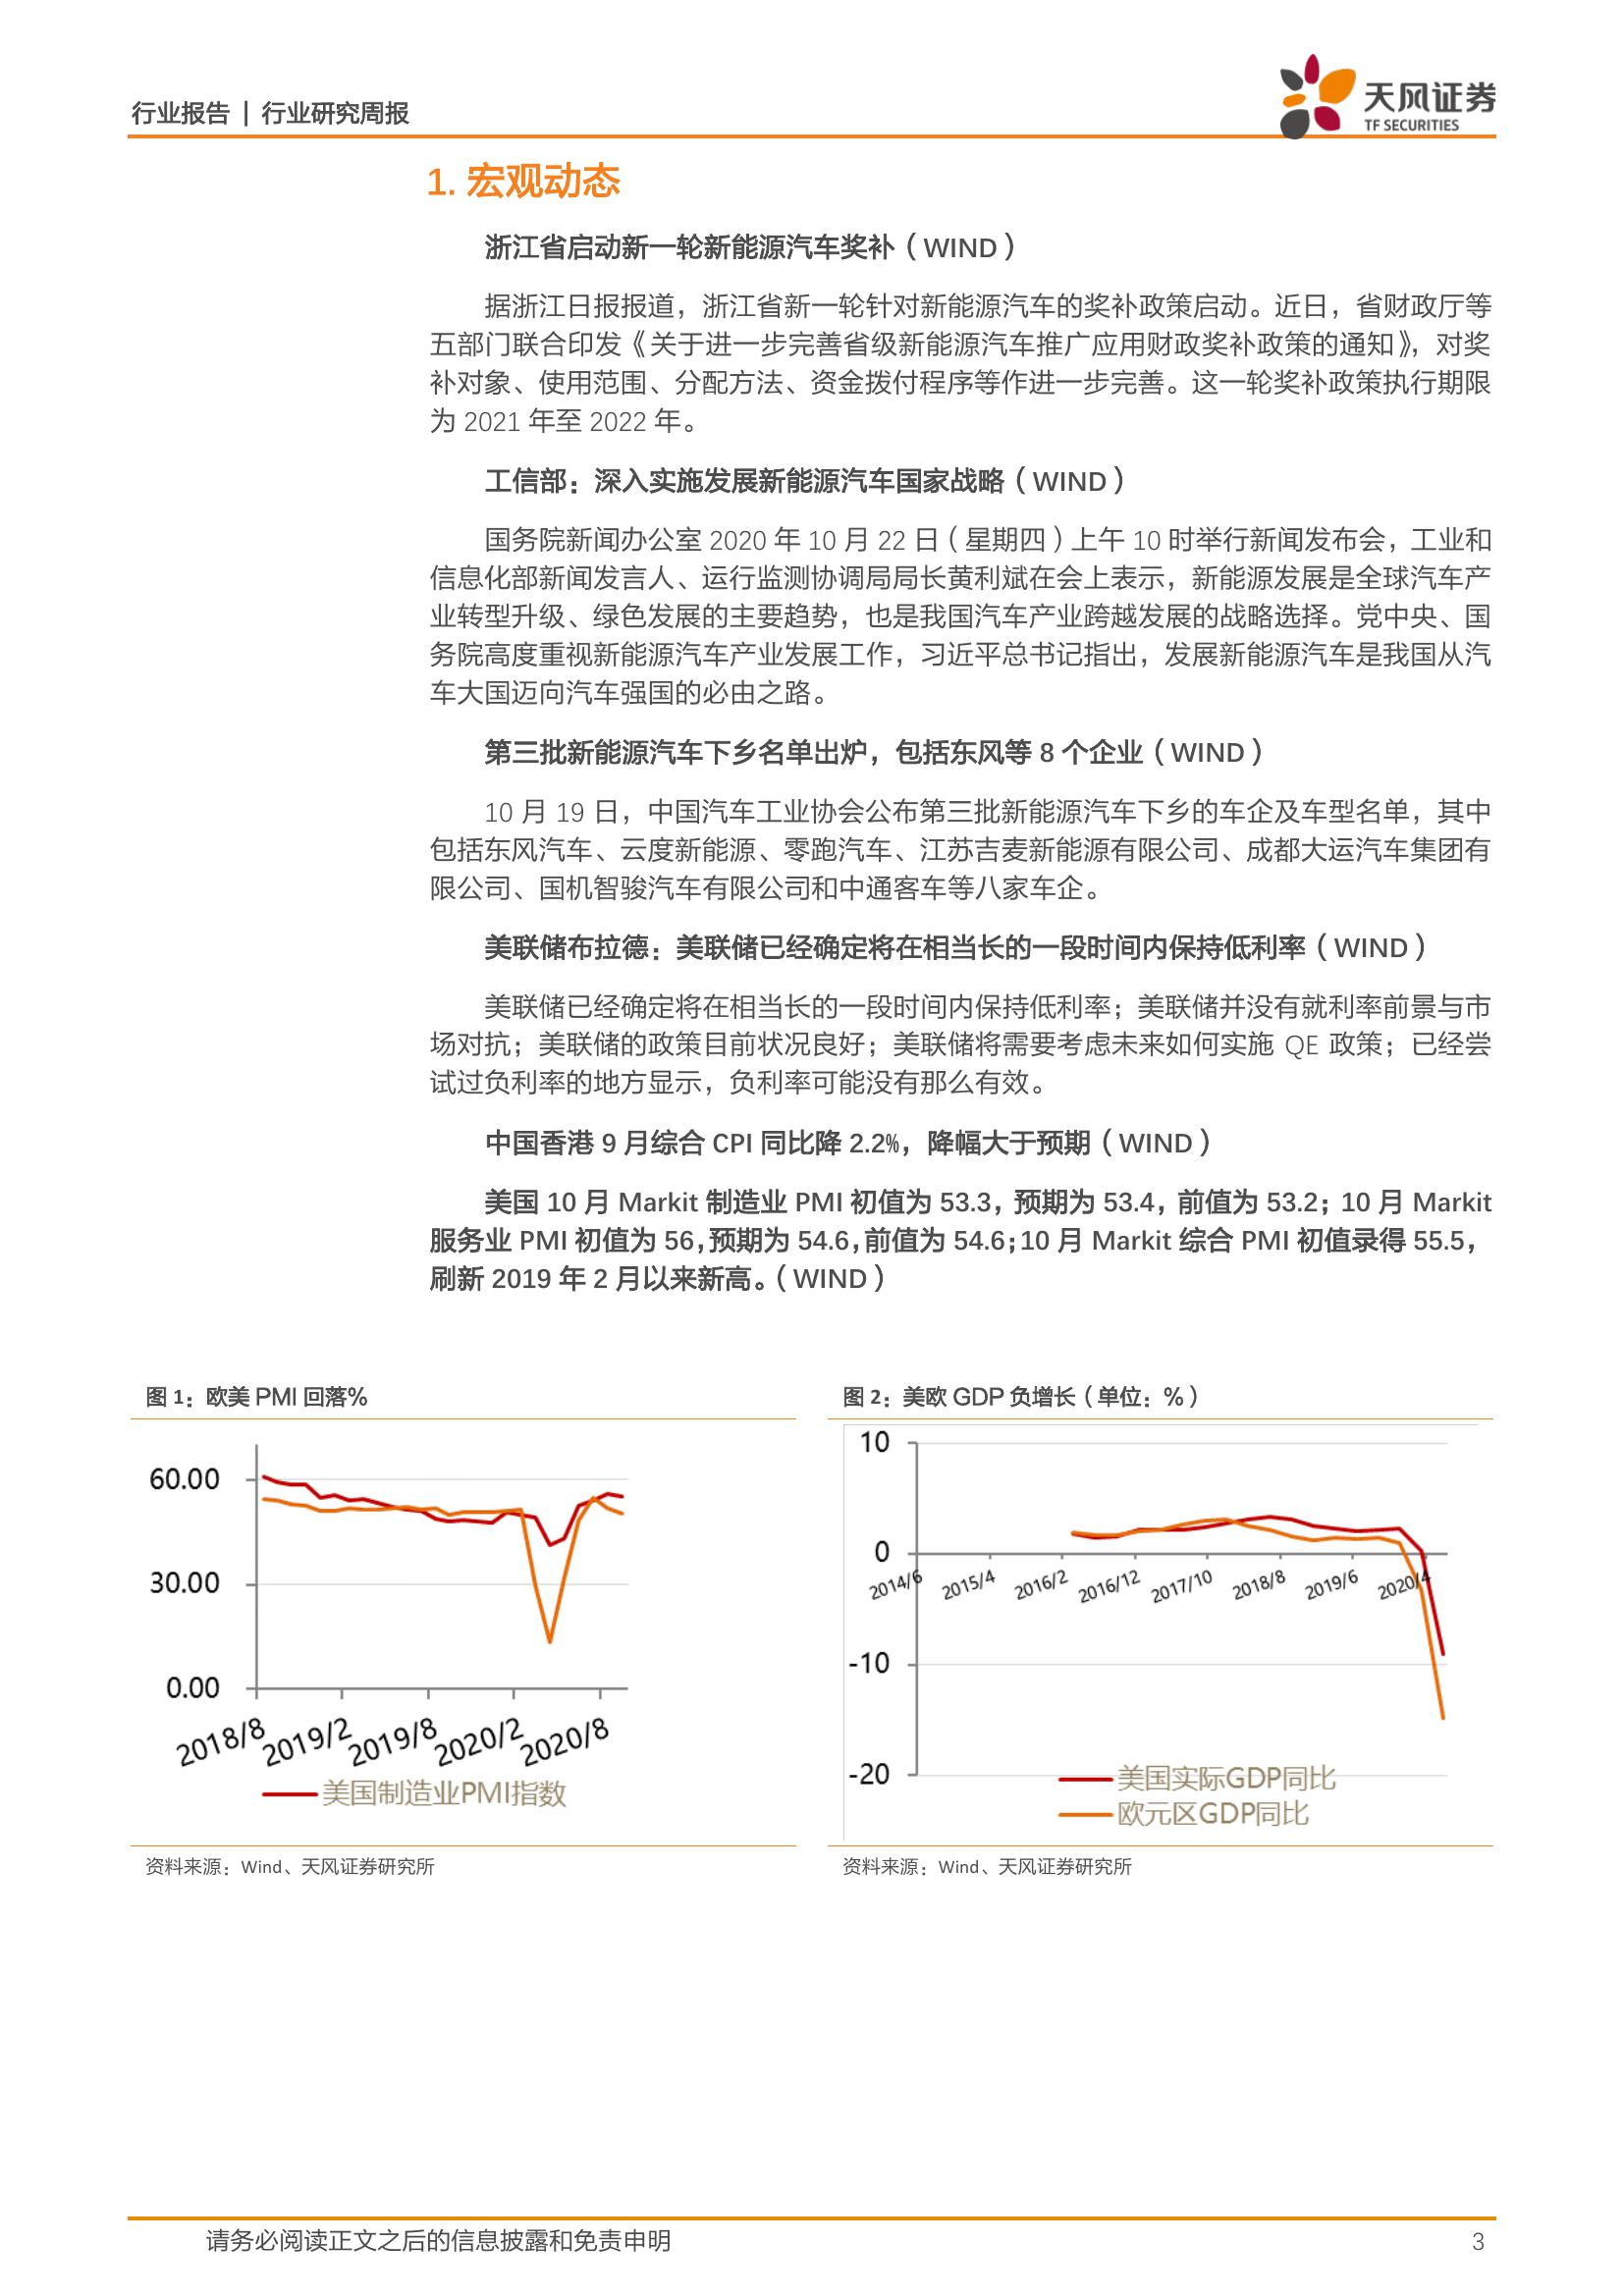 行业报告 | 行业研究周报
天风证券
TF SECURITIES
1. 宏观动态
浙江省启动新一轮新能源汽车奖补（WIND）
据浙江日报报道，浙江省新一轮针对新能源汽车的奖补政策启动。近日，省财政厅等
五部门联合印发《关于进一步完善省级新能源汽车推广应用财政奖补政策的通知》，对奖
补对象、使用范围、分配方法、资金拨付程序等作进一步完善。这一轮奖补政策执行期限
为 2021 年至 2022 年。
工信部：深入实施发展新能源汽车国家战略（WIND）
国务院新闻办公室 2020 年 10 月 22 日（星期四）上午 10 时举行新闻发布会，工业和
信息化部新闻发言人、运行监测协调局局长黄利斌在会上表示，新能源发展是全球汽车产
业转型升级、绿色发展的主要趋势，也是我国汽车产业跨越发展的战略选择。党中央、国
务院高度重视新能源汽车产业发展工作，习近平总书记指出，发展新能源汽车是我国从汽
车大国迈向汽车强国的必由之路。
第三批新能源汽车下乡名单出炉，包括东风等 8 个企业（WIND）
10 月 19 日，中国汽车工业协会公布第三批新能源汽车下乡的车企及车型名单，其中
包括东风汽车、云度新能源、零跑汽车、江苏吉麦新能源有限公司、成都大运汽车集团有
限公司、国机智骏汽车有限公司和中通客车等八家车企。
美联储布拉德：美联储已经确定将在相当长的一段时间内保持低利率（WIND）
美联储已经确定将在相当长的一段时间内保持低利率；美联储并没有就利率前景与市
场对抗；美联储的政策目前状况良好；美联储将需要考虑未来如何实施 QE 政策；已经尝
试过负利率的地方显示，负利率可能没有那么有效。
中国香港 9 月综合 CPI 同比降 2.2%，降幅大于预期（WIND）
美国 10 月 Markit 制造业 PMI 初值为 53.3，预期为 53.4，前值为 53.2；10 月 Markit
服务业 PMI 初值为 56，预期为 54.6，前值为 54.6；10 月 Markit 综合 PMI 初值录得 55.5，
刷新 2019 年 2 月以来新高。（WIND）
图 1：欧美 PMI 回落%
60.00
30.00
0.00
2018/8 2019/2 2019/8 2020/2 2020/8
美国制造业PMI指数
资料来源：Wind、天风证券研究所
图 2：美欧 GDP 负增长（单位：%）
10
0
2014/6 2015/4 2016/2 2016/12 2017/10 2018/8 2019/6 2020/4
-10
-20
美国实际GDP同比
欧元区GDP同比
资料来源：Wind、天风证券研究所
请务必阅读正文之后的信息披露和免责申明
3